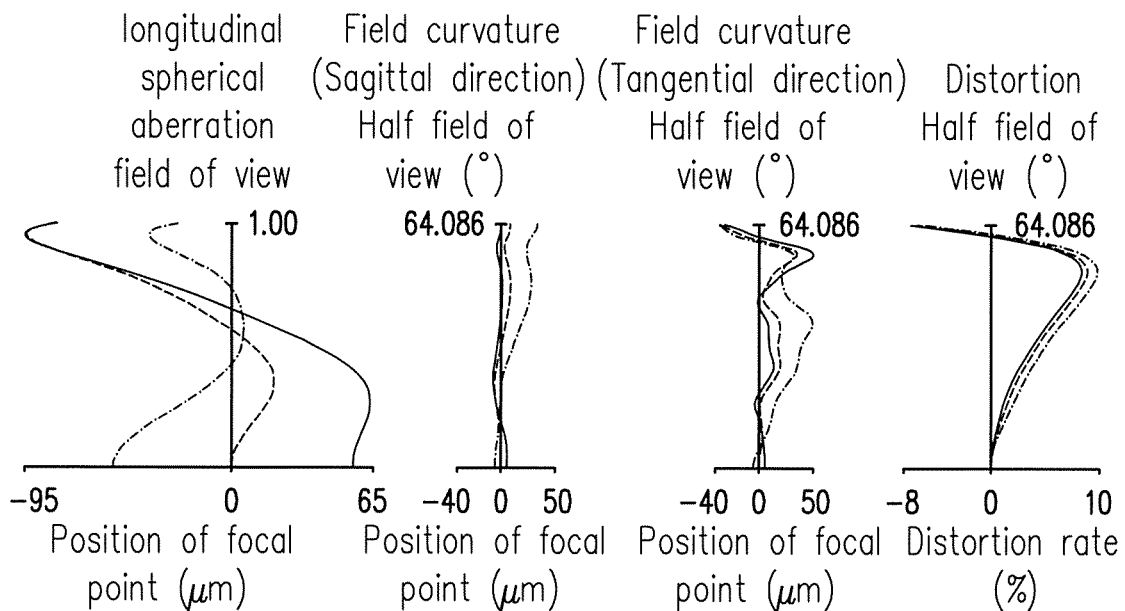 longitudinal
spherical
aberration
field of view
1.00
−95 0 65
Position of focal
point (μm)
Field curvature
(Sagittal direction)
Half field of
view (°)
64.086
−40 0 50
Position of focal
point (μm)
Field curvature
(Tangential direction)
Half field of
view (°)
64.086
−40 0 50
Position of focal
point (μm)
Distortion
Half field of
view (°)
64.086
−8 0 10
Distortion rate
(%)